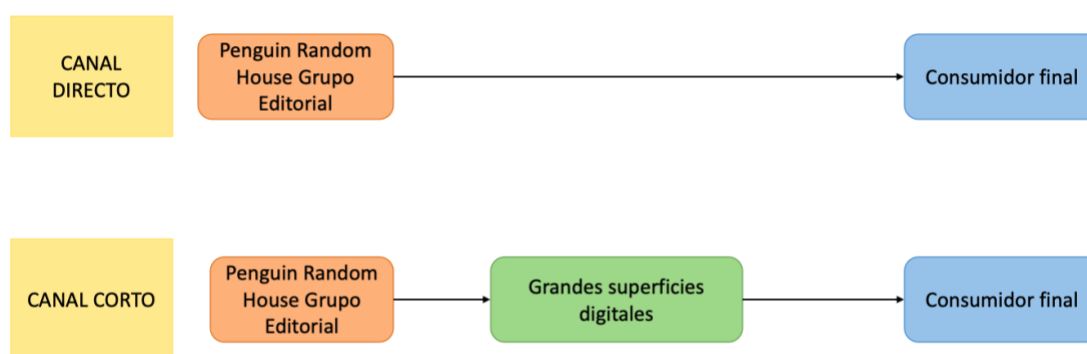 CANAL
DIRECTO
Penguin Random
House Grupo
Editorial
Consumidor final
CANAL CORTO
Penguin Random
House Grupo
Editorial
Grandes superficies
digitales
Consumidor final